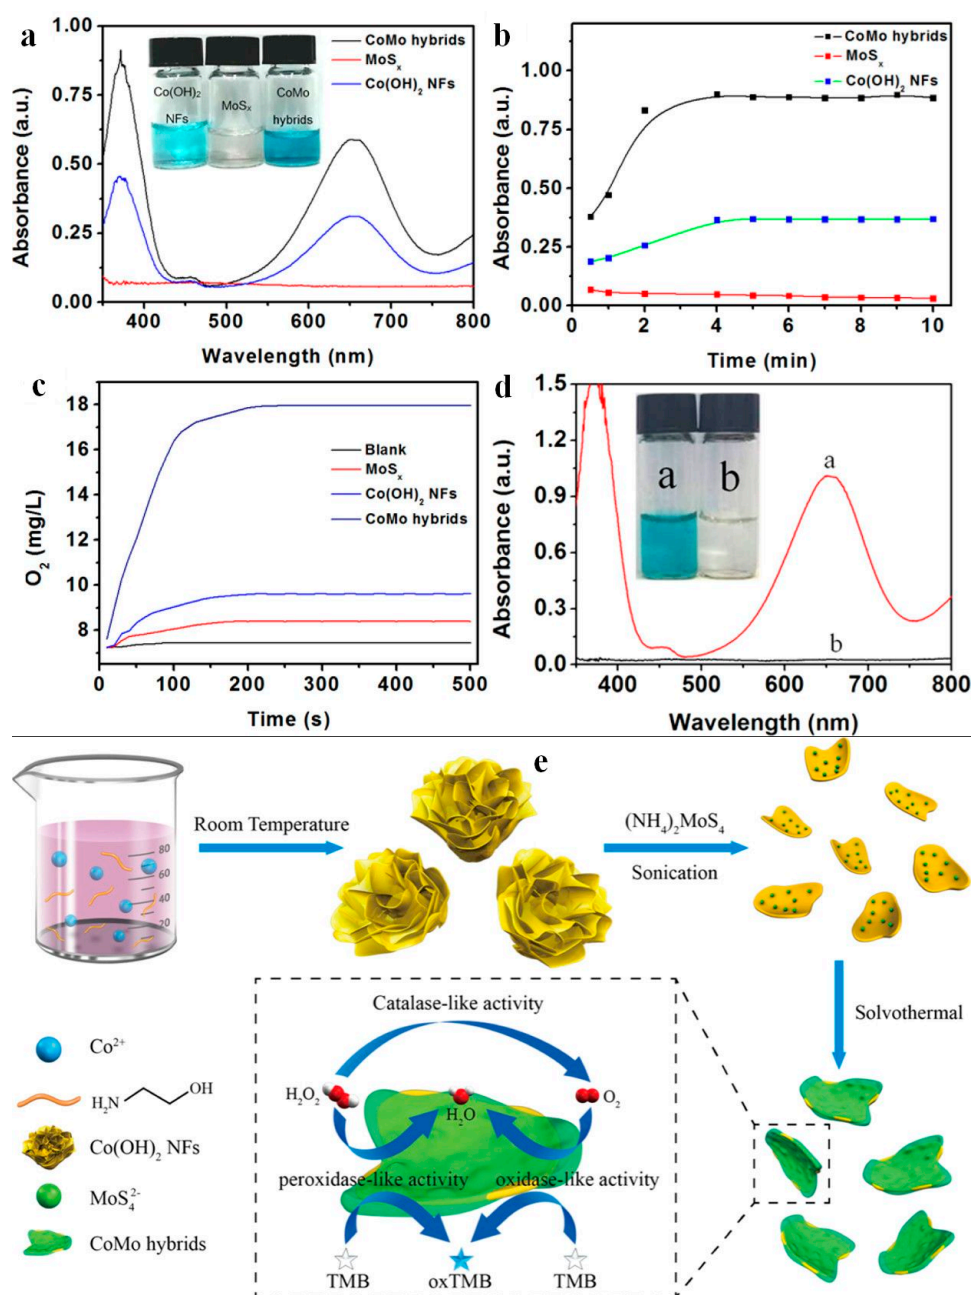 a
CoMo hybrids
MoSₓ
Co(OH)₂ NFs
Co(OH)₂
NFs
MoSₓ
CoMo
hybrids
Absorbance (a.u.)
1.00
0.75
0.50
0.25
0.00
400 500 600 700 800
Wavelength (nm)
b
CoMo hybrids
MoSₓ
Co(OH)₂ NFs
Absorbance (a.u.)
1.00
0.75
0.50
0.25
0.00
0 2 4 6 8 10
Time (min)
c
Blank
MoSₓ
Co(OH)₂ NFs
CoMo hybrids
O₂ (mg/L)
18
16
14
12
10
8
0 100 200 300 400 500
Time (s)
d
a
b
a
b
Absorbance (a.u.)
1.5
1.2
0.9
0.6
0.3
0.0
400 500 600 700 800
Wavelength (nm)
e
80
60
40
20
Room Temperature
(NH₄)₂MoS₄
Sonication
Solvothermal
Co²⁺
H₂N OH
Co(OH)₂ NFs
MoS₄²⁻
CoMo hybrids
Catalase-like activity
H₂O₂
H₂O
O₂
peroxidase-like activity
oxidase-like activity
TMB
oxTMB
TMB